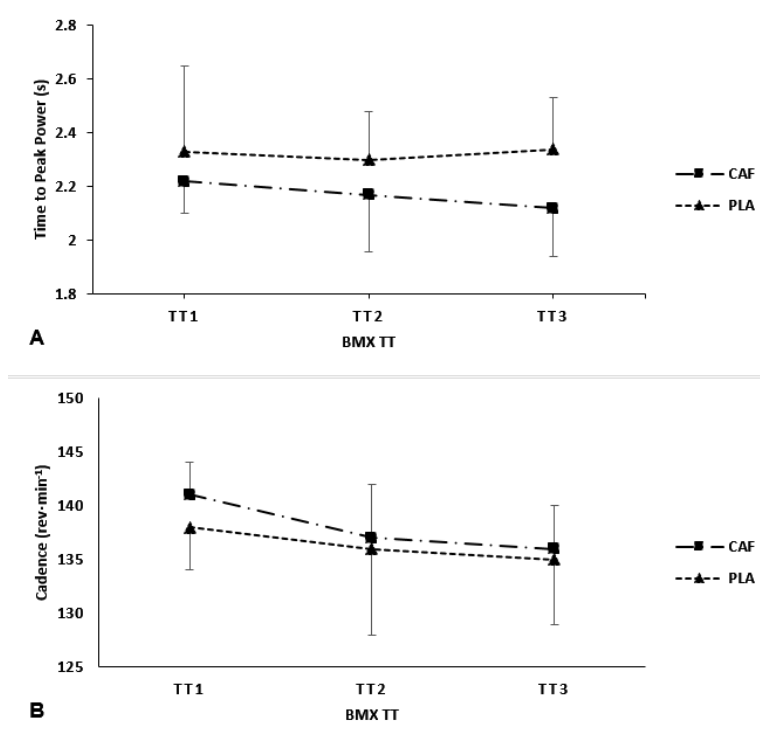 2.8
2.6
2.4
2.2
2
1.8
Time to Peak Power (s)
TT1 TT2 TT3
BMX TT
CAF
PLA
A
150
145
140
135
130
125
Cadence (rev·min⁻¹)
TT1 TT2 TT3
BMX TT
CAF
PLA
B